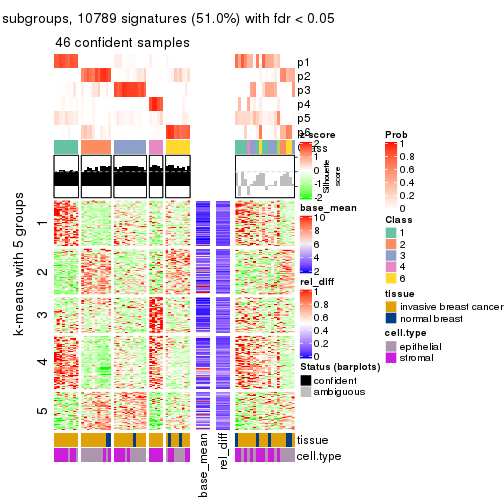 subgroups, 10789 signatures (51.0%) with fdr < 0.05
46 confident samples
p1
p2
p3
p4
p5
p6
Class
Silhouette
score
k-means with 5 groups
1
2
3
4
5
base_mean
rel_diff
tissue
cell.type
z-score
2
1
0
-1
-2
base_mean
10
8
6
4
2
rel_diff
1
0.8
0.6
0.4
0.2
0
Status (barplots)
confident
ambiguous
Prob
1
0.8
0.6
0.4
0.2
0
Class
1
2
3
4
6
tissue
invasive breast cancer
normal breast
cell.type
epithelial
stromal